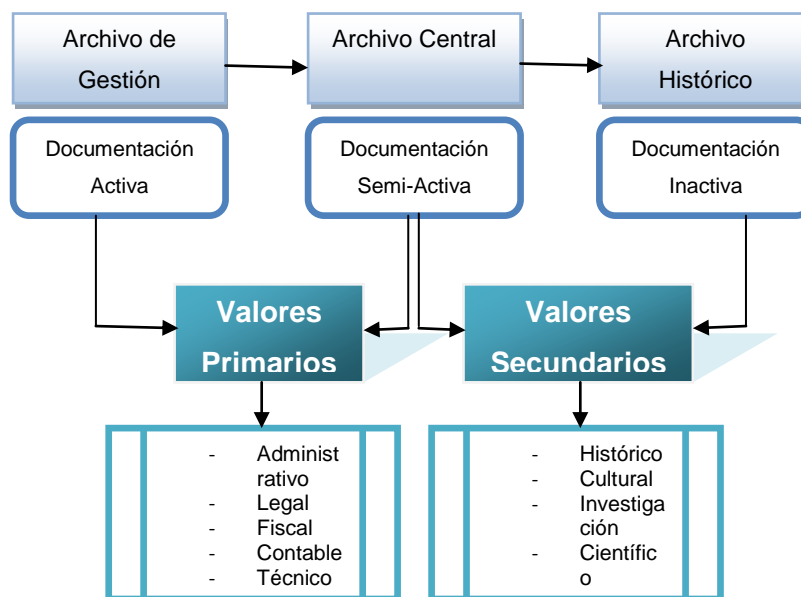 Archivo de
Gestión
Archivo Central
Archivo
Histórico
Documentación
Activa
Documentación
Semi-Activa
Documentación
Inactiva
Valores
Primarios
Valores
Secundarios
- Administ
rativo
- Legal
- Fiscal
- Contable
- Técnico
- Histórico
- Cultural
- Investiga
ción
- Científic
o